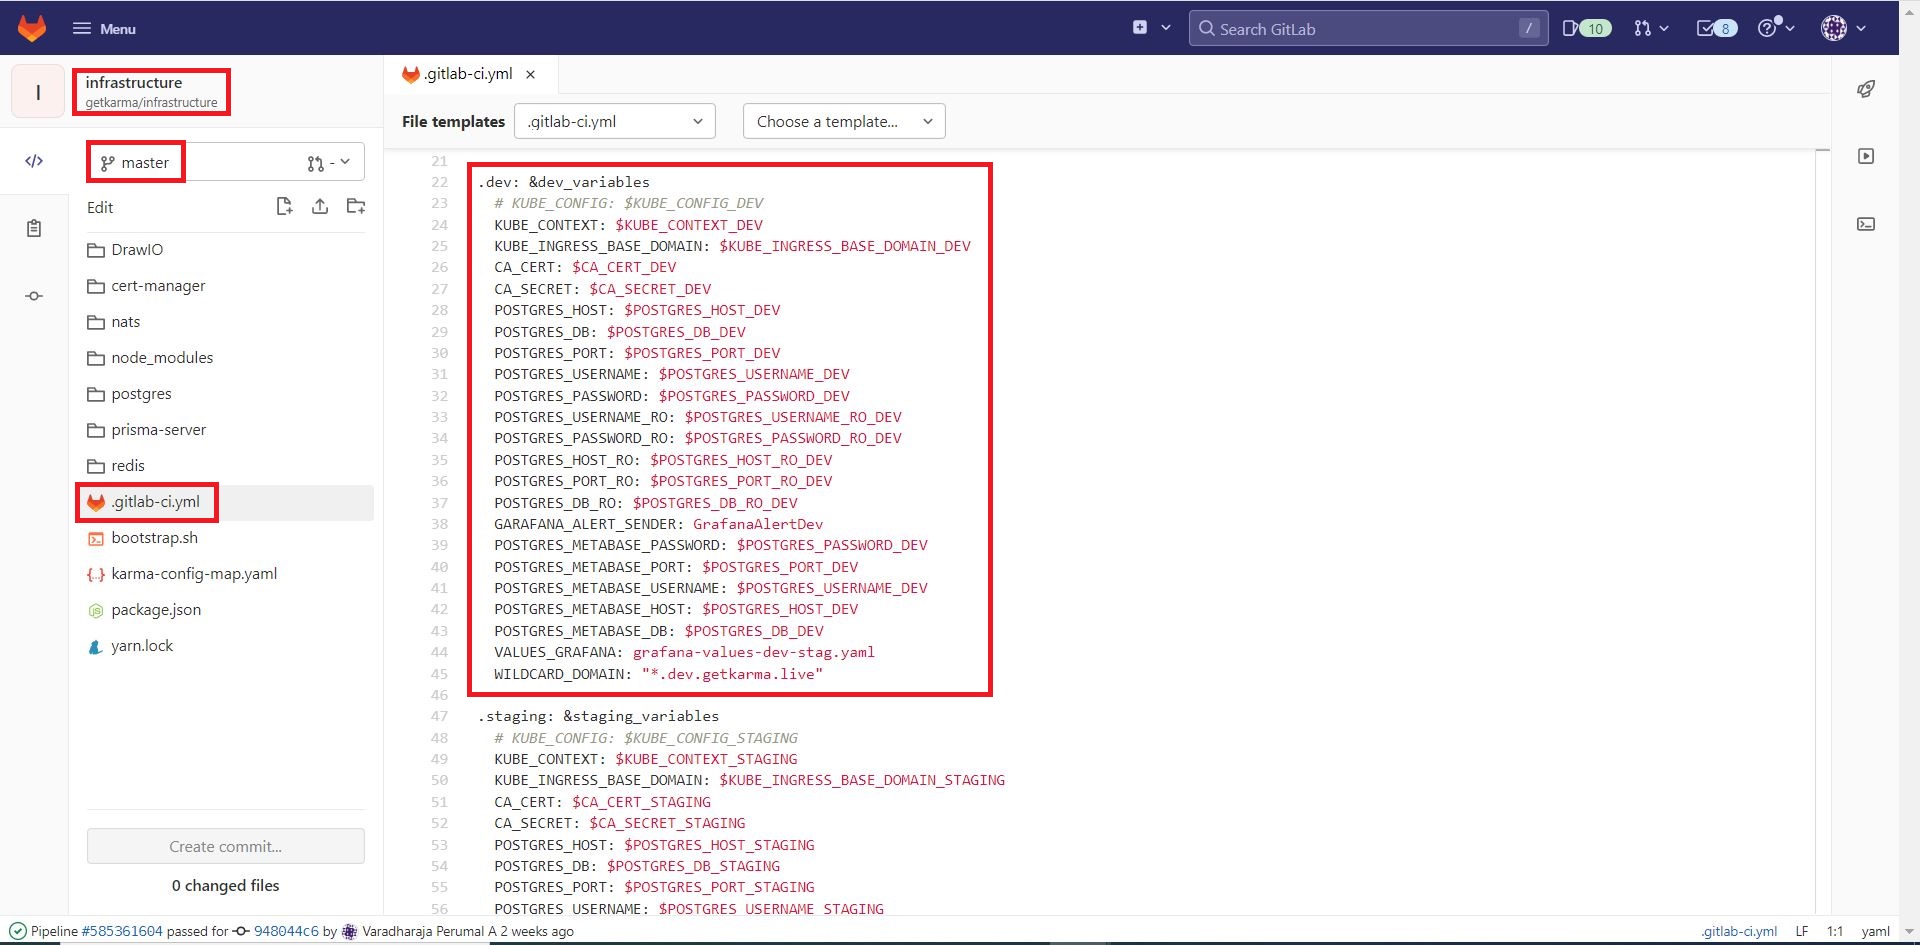 Menu
Search GitLab
/
10
8
I
infrastructure
getkarma/infrastructure
.gitlab-ci.yml
File templates
.gitlab-ci.yml
Choose a template...
master
-
Edit
DrawIO
cert-manager
nats
node_modules
postgres
prisma-server
redis
.gitlab-ci.yml
bootstrap.sh
karma-config-map.yaml
package.json
yarn.lock
Create commit...
0 changed files
21
22 .dev: &dev_variables
23 # KUBE_CONFIG: $KUBE_CONFIG_DEV
24 KUBE_CONTEXT: $KUBE_CONTEXT_DEV
25 KUBE_INGRESS_BASE_DOMAIN: $KUBE_INGRESS_BASE_DOMAIN_DEV
26 CA_CERT: $CA_CERT_DEV
27 CA_SECRET: $CA_SECRET_DEV
28 POSTGRES_HOST: $POSTGRES_HOST_DEV
29 POSTGRES_DB: $POSTGRES_DB_DEV
30 POSTGRES_PORT: $POSTGRES_PORT_DEV
31 POSTGRES_USERNAME: $POSTGRES_USERNAME_DEV
32 POSTGRES_PASSWORD: $POSTGRES_PASSWORD_DEV
33 POSTGRES_USERNAME_RO: $POSTGRES_USERNAME_RO_DEV
34 POSTGRES_PASSWORD_RO: $POSTGRES_PASSWORD_RO_DEV
35 POSTGRES_HOST_RO: $POSTGRES_HOST_RO_DEV
36 POSTGRES_PORT_RO: $POSTGRES_PORT_RO_DEV
37 POSTGRES_DB_RO: $POSTGRES_DB_RO_DEV
38 GARAFANA_ALERT_SENDER: GrafanaAlertDev
39 POSTGRES_METABASE_PASSWORD: $POSTGRES_PASSWORD_DEV
40 POSTGRES_METABASE_PORT: $POSTGRES_PORT_DEV
41 POSTGRES_METABASE_USERNAME: $POSTGRES_USERNAME_DEV
42 POSTGRES_METABASE_HOST: $POSTGRES_HOST_DEV
43 POSTGRES_METABASE_DB: $POSTGRES_DB_DEV
44 VALUES_GRAFANA: grafana-values-dev-stag.yaml
45 WILDCARD_DOMAIN: "*.dev.getkarma.live"
46
47 .staging: &staging_variables
48 # KUBE_CONFIG: $KUBE_CONFIG_STAGING
49 KUBE_CONTEXT: $KUBE_CONTEXT_STAGING
50 KUBE_INGRESS_BASE_DOMAIN: $KUBE_INGRESS_BASE_DOMAIN_STAGING
51 CA_CERT: $CA_CERT_STAGING
52 CA_SECRET: $CA_SECRET_STAGING
53 POSTGRES_HOST: $POSTGRES_HOST_STAGING
54 POSTGRES_DB: $POSTGRES_DB_STAGING
55 POSTGRES_PORT: $POSTGRES_PORT_STAGING
56 POSTGRES_USERNAME: $POSTGRES_USERNAME_STAGING
Pipeline #585361604 passed for 948044c6 by Varadharaja Perumal A 2 weeks ago
.gitlab-ci.yml LF 1:1 yaml